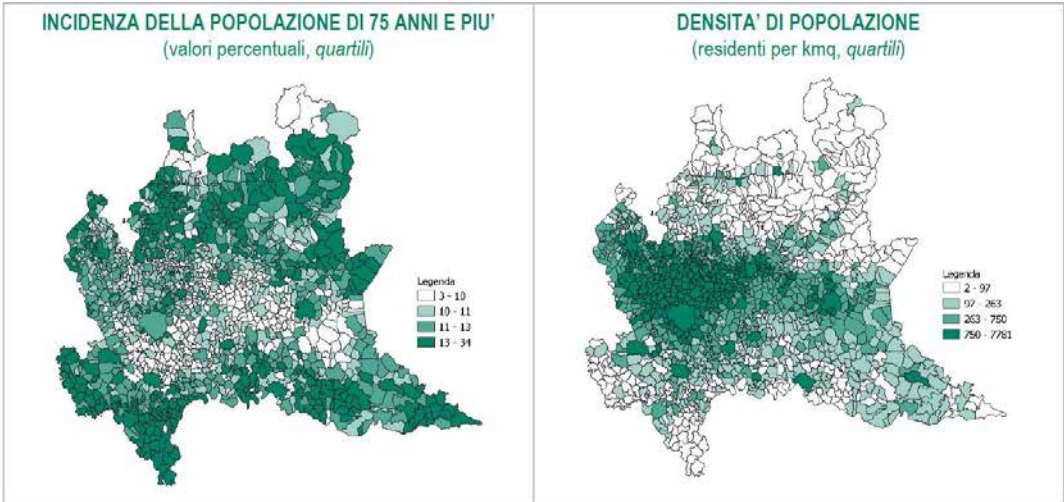 INCIDENZA DELLA POPOLAZIONE DI 75 ANNI E PIU'
(valori percentuali, quartili)
Legenda
3 - 10
10 - 11
11 - 13
13 - 34
DENSITA' DI POPOLAZIONE
(residenti per kmq, quartili)
Legenda
2 - 97
97 - 263
263 - 750
750 - 7781